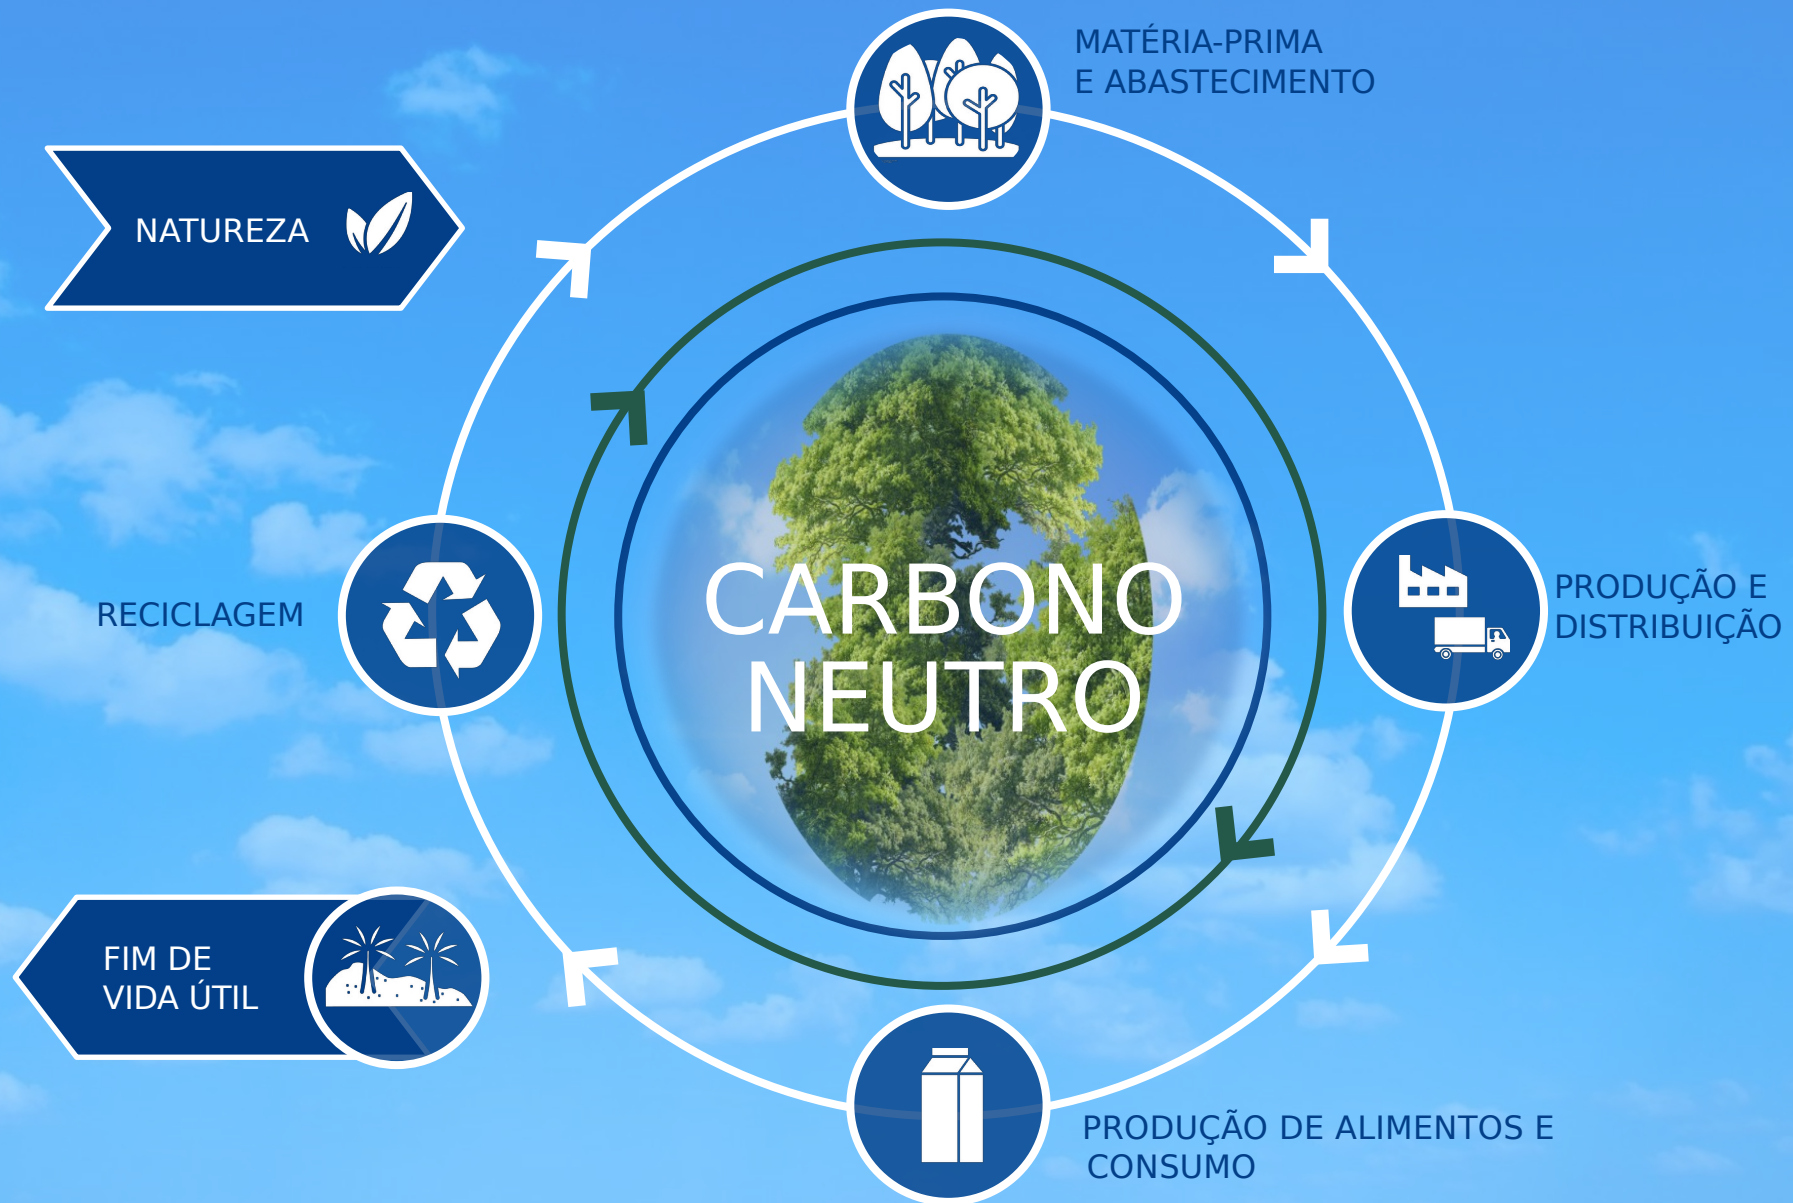 MATÉRIA-PRIMA
E ABASTECIMENTO
NATUREZA
CARBONO
NEUTRO
RECICLAGEM
PRODUÇÃO E
DISTRIBUIÇÃO
FIM DE
VIDA ÚTIL
PRODUÇÃO DE ALIMENTOS E
CONSUMO